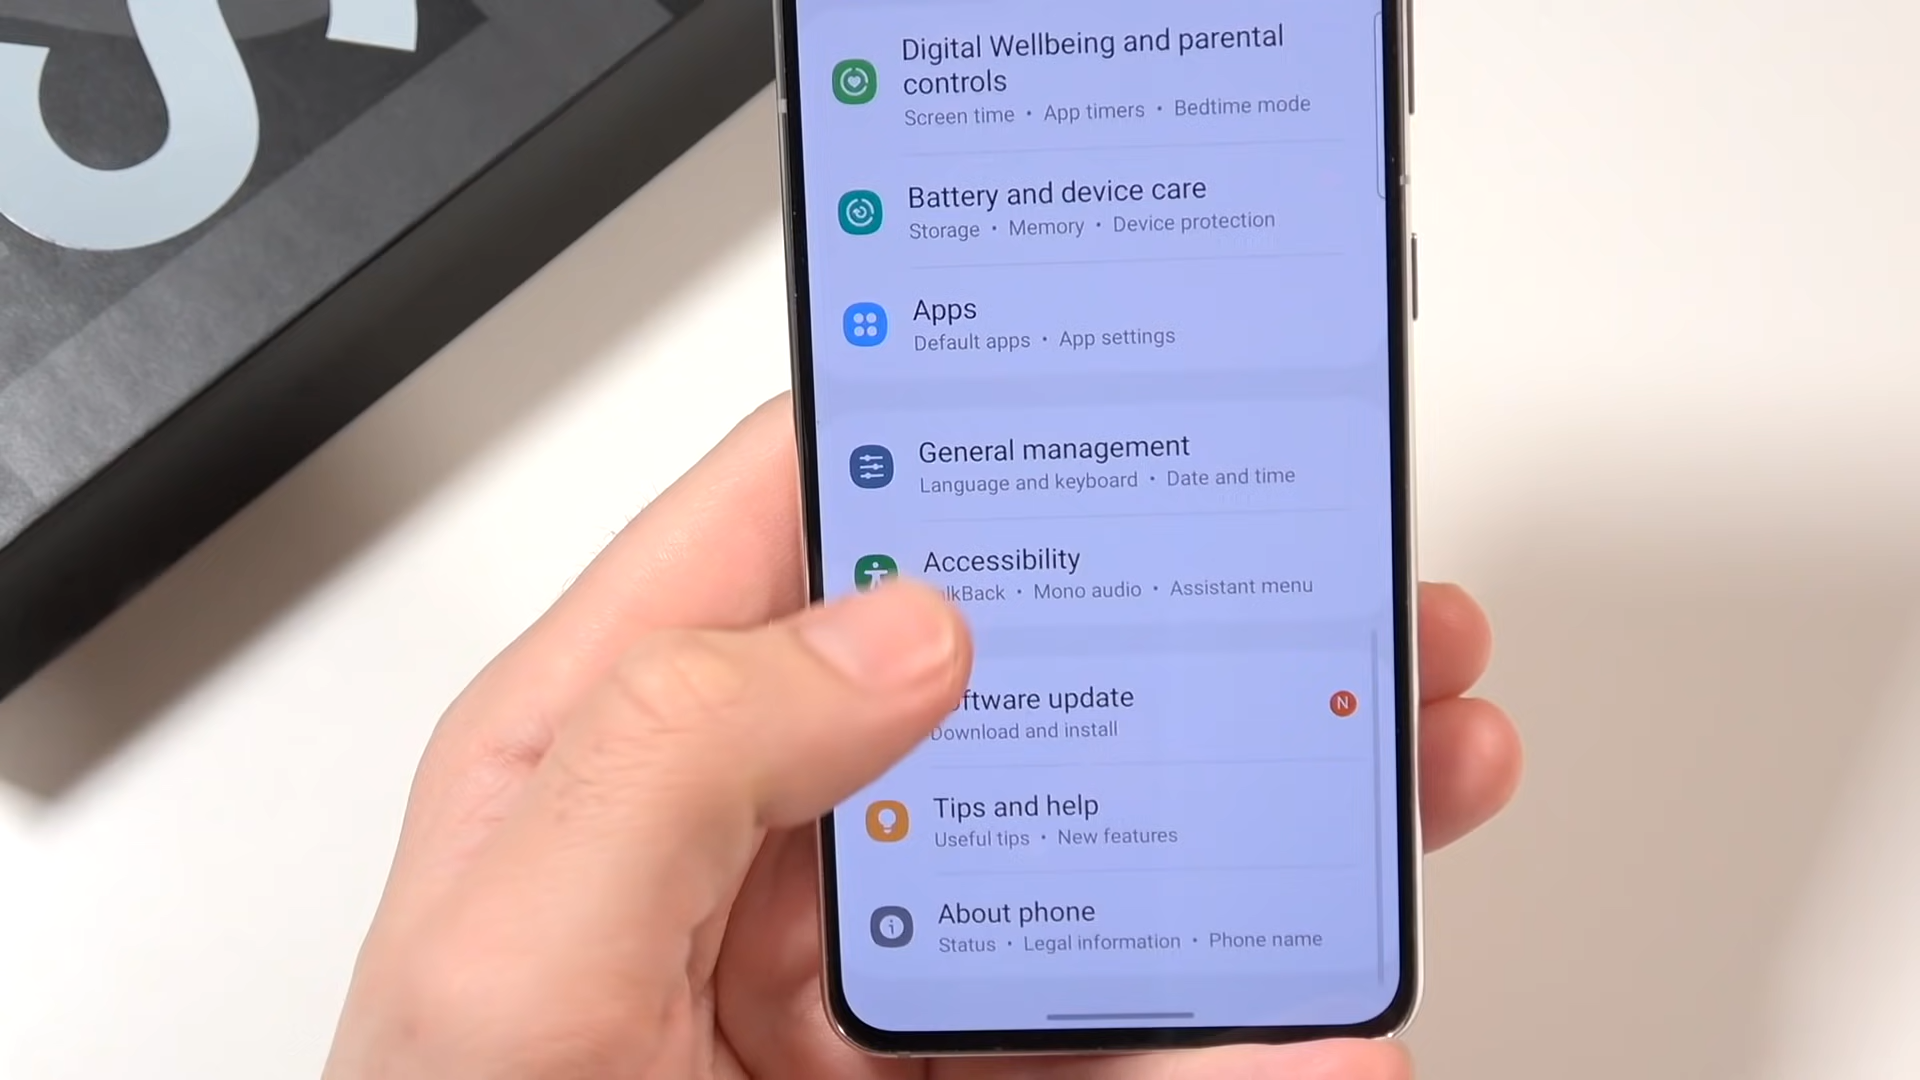 S
Digital Wellbeing and parental
controls
Screen time • App timers • Bedtime mode
Battery and device care
Storage • Memory • Device protection
Apps
Default apps • App settings
General management
Language and keyboard • Date and time
Accessibility
lkBack • Mono audio • Assistant menu
ftware update
N
Download and install
Tips and help
Useful tips • New features
About phone
Status • Legal information • Phone name